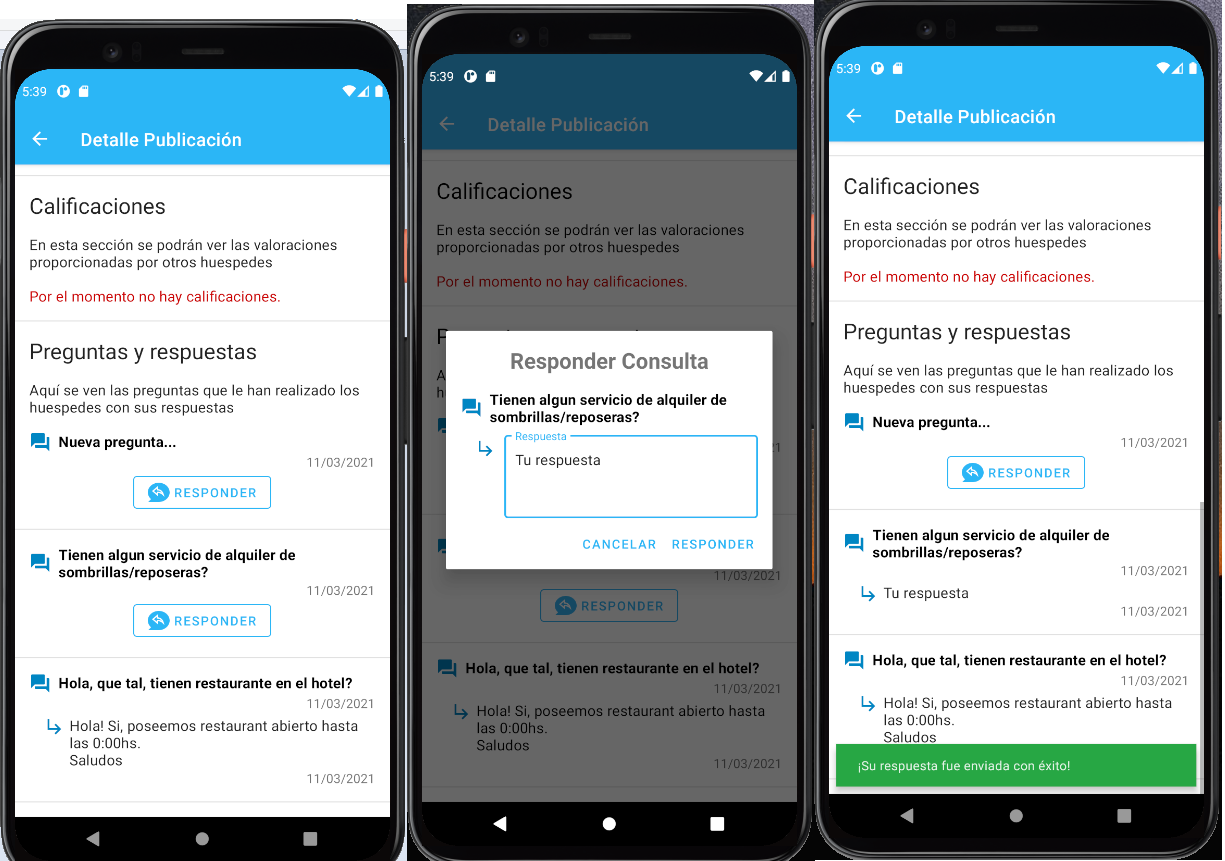 5:39
Detalle Publicación
Calificaciones
En esta sección se podrán ver las valoraciones
proporcionadas por otros huespedes
Por el momento no hay calificaciones.
Preguntas y respuestas
Aquí se ven las preguntas que le han realizado los
huespedes con sus respuestas
Nueva pregunta...
11/03/2021
RESPONDER
Tienen algun servicio de alquiler de
sombrillas/reposeras?
11/03/2021
RESPONDER
Hola, que tal, tienen restaurante en el hotel?
11/03/2021
Hola! Si, poseemos restaurant abierto hasta
las 0:00hs.
Saludos
11/03/2021
5:39
Detalle Publicación
Calificaciones
En esta sección se podrán ver las valoraciones
proporcionadas por otros huespedes
Por el momento no hay calificaciones.
Responder Consulta
Tienen algun servicio de alquiler de
sombrillas/reposeras?
Respuesta
Tu respuesta
CANCELAR RESPONDER
11/03/2021
RESPONDER
Hola, que tal, tienen restaurante en el hotel?
11/03/2021
Hola! Si, poseemos restaurant abierto hasta
las 0:00hs.
Saludos
11/03/2021
5:39
Detalle Publicación
Calificaciones
En esta sección se podrán ver las valoraciones
proporcionadas por otros huespedes
Por el momento no hay calificaciones.
Preguntas y respuestas
Aquí se ven las preguntas que le han realizado los
huespedes con sus respuestas
Nueva pregunta...
11/03/2021
RESPONDER
Tienen algun servicio de alquiler de
sombrillas/reposeras?
11/03/2021
Tu respuesta
11/03/2021
Hola, que tal, tienen restaurante en el hotel?
11/03/2021
Hola! Si, poseemos restaurant abierto hasta
las 0:00hs.
Saludos
¡Su respuesta fue enviada con éxito!